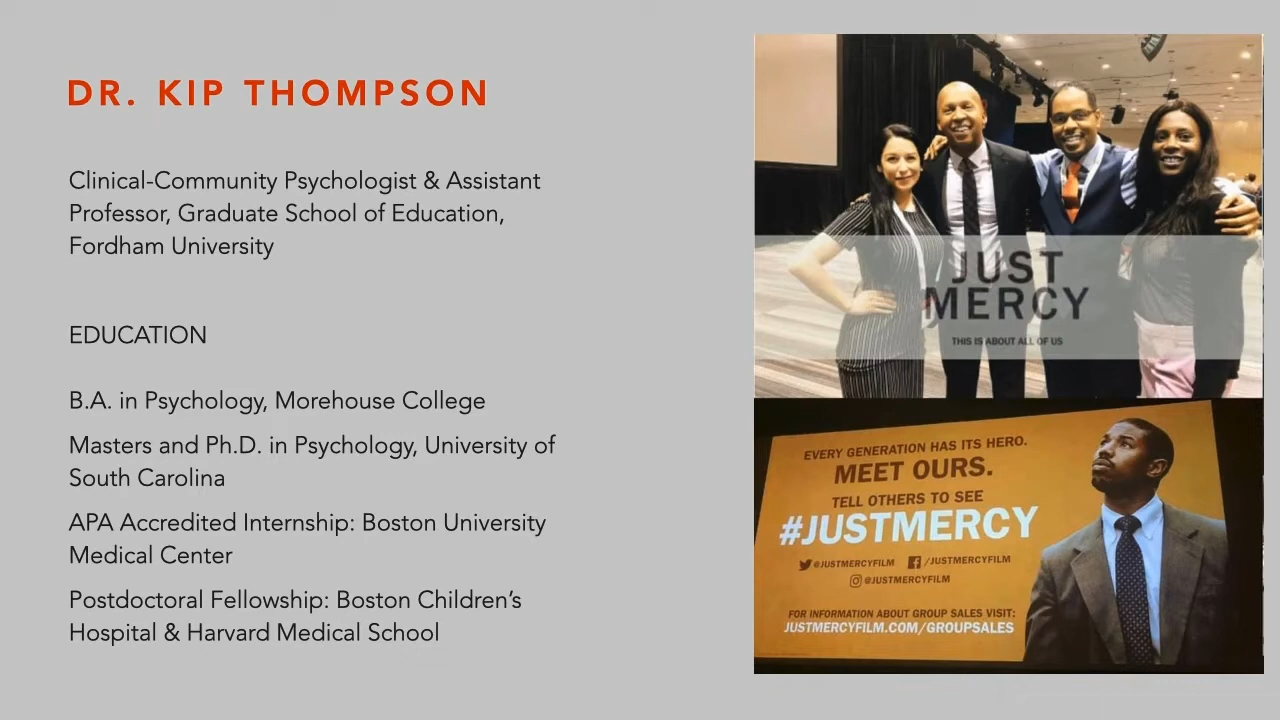 DR. KIP THOMPSON
Clinical-Community Psychologist & Assistant
Professor, Graduate School of Education,
Fordham University
EDUCATION
B.A. in Psychology, Morehouse College
Masters and Ph.D. in Psychology, University of
South Carolina
APA Accredited Internship: Boston University
Medical Center
Postdoctoral Fellowship: Boston Children’s
Hospital & Harvard Medical School
JUST
MERCY
THIS IS ABOUT ALL OF US
EVERY GENERATION HAS ITS HERO.
MEET OURS.
TELL OTHERS TO SEE
#JUSTMERCY
@JUSTMERCYFILM /JUSTMERCYFILM
@JUSTMERCYFILM
FOR INFORMATION ABOUT GROUP SALES VISIT:
JUSTMERCYFILM.COM/GROUPSALES